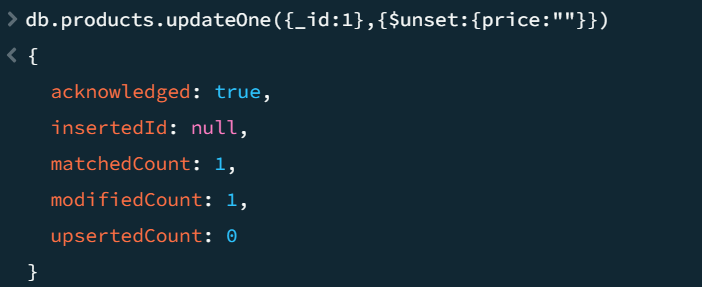 > db.products.updateOne({_id:1},{$unset:{price:""}})
< {
acknowledged: true,
insertedId: null,
matchedCount: 1,
modifiedCount: 1,
upsertedCount: 0
}